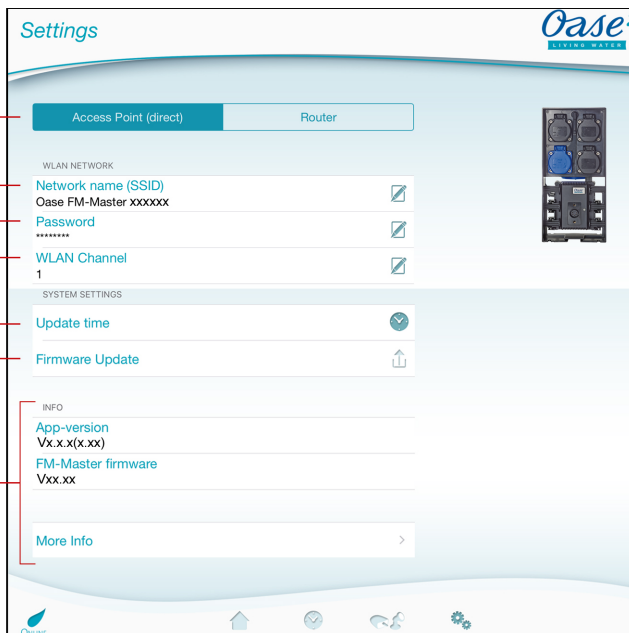 Settings
Oase
LIVING WATER
Access Point (direct)
Router
WLAN NETWORK
Network name (SSID)
Oase FM-Master xxxxxx
Password
********
WLAN Channel
1
SYSTEM SETTINGS
Update time
Firmware Update
INFO
App-version
Vx.x.x(x.xx)
FM-Master firmware
Vxx.xx
More Info
ONLINE